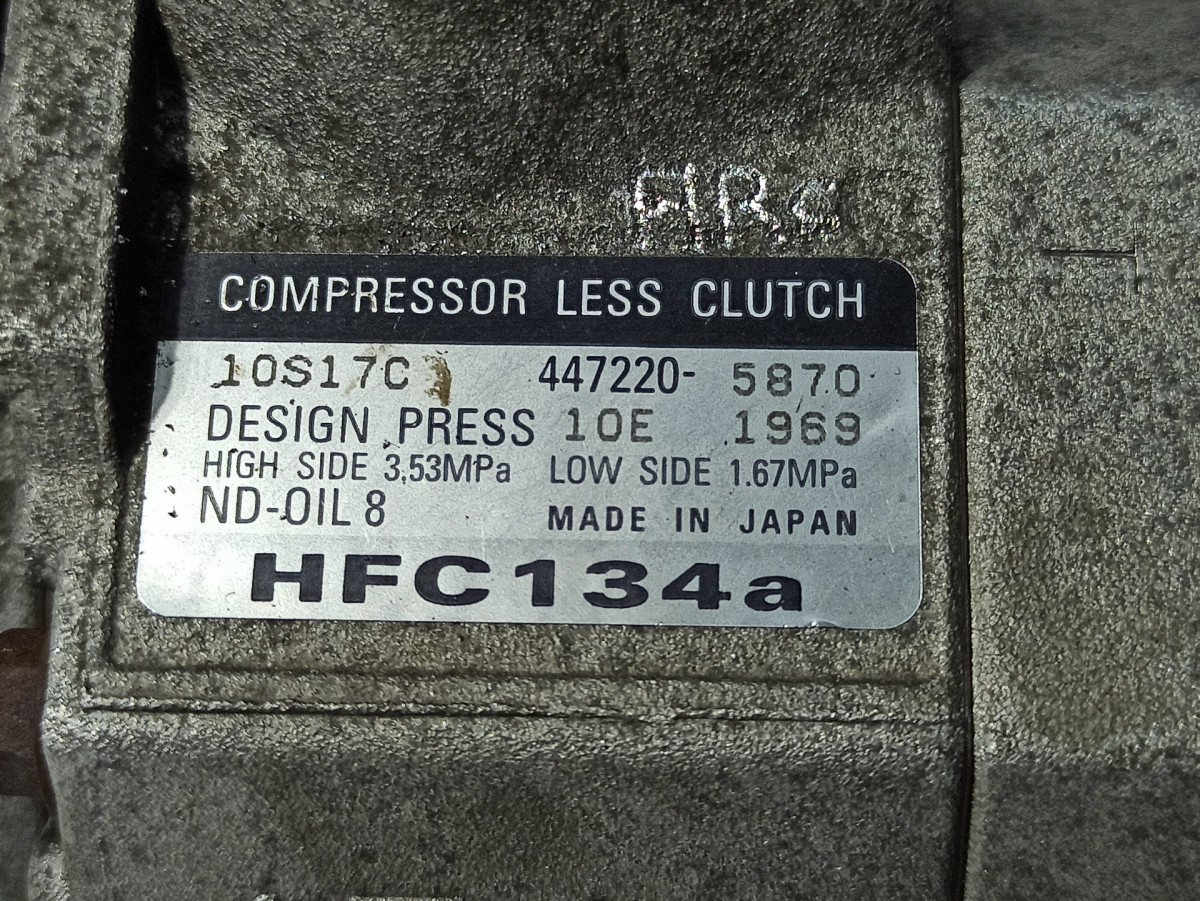 COMPRESSOR LESS CLUTCH
10S17C 447220- 5870
DESIGN PRESS 10E 1969
HIGH SIDE 3,53MPa LOW SIDE 1.67MPa
ND-OIL 8 MADE IN JAPAN
HFC134a